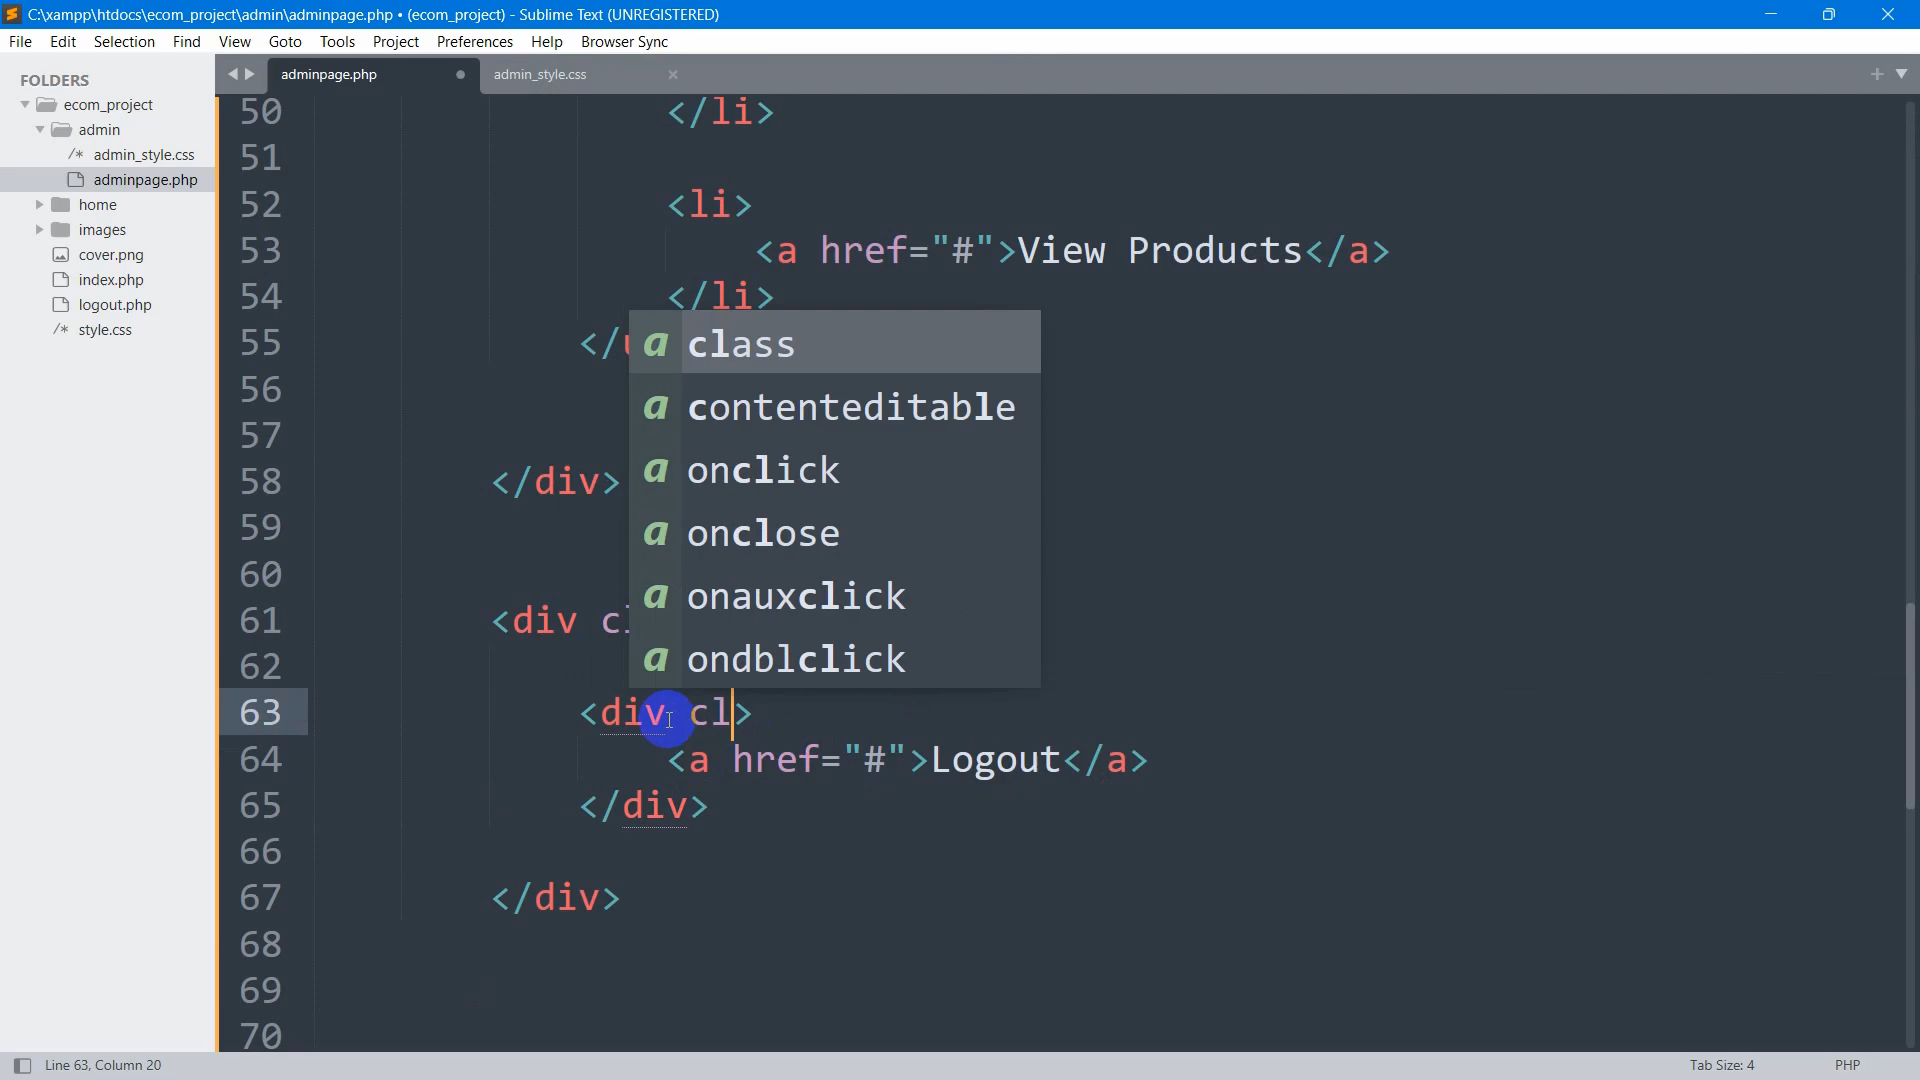 C:\xampp\htdocs\ecom_project\admin\adminpage.php • (ecom_project) - Sublime Text (UNREGISTERED)
File Edit Selection Find View Goto Tools Project Preferences Help Browser Sync
FOLDERS
ecom_project
admin
/* admin_style.css
adminpage.php
home
images
cover.png
index.php
logout.php
/* style.css
adminpage.php admin_style.css
50 </li>
51
52 <li>
53 <a href="#">View Products</a>
54 </li>
55 </u
56
57
58 </div>
59
60
61 <div cl
62
63 <div cl>
64 <a href="#">Logout</a>
65 </div>
66
67 </div>
68
69
70
a class
a contenteditable
a onclick
a onclose
a onauxclick
a ondblclick
Line 63, Column 20 Tab Size: 4 PHP